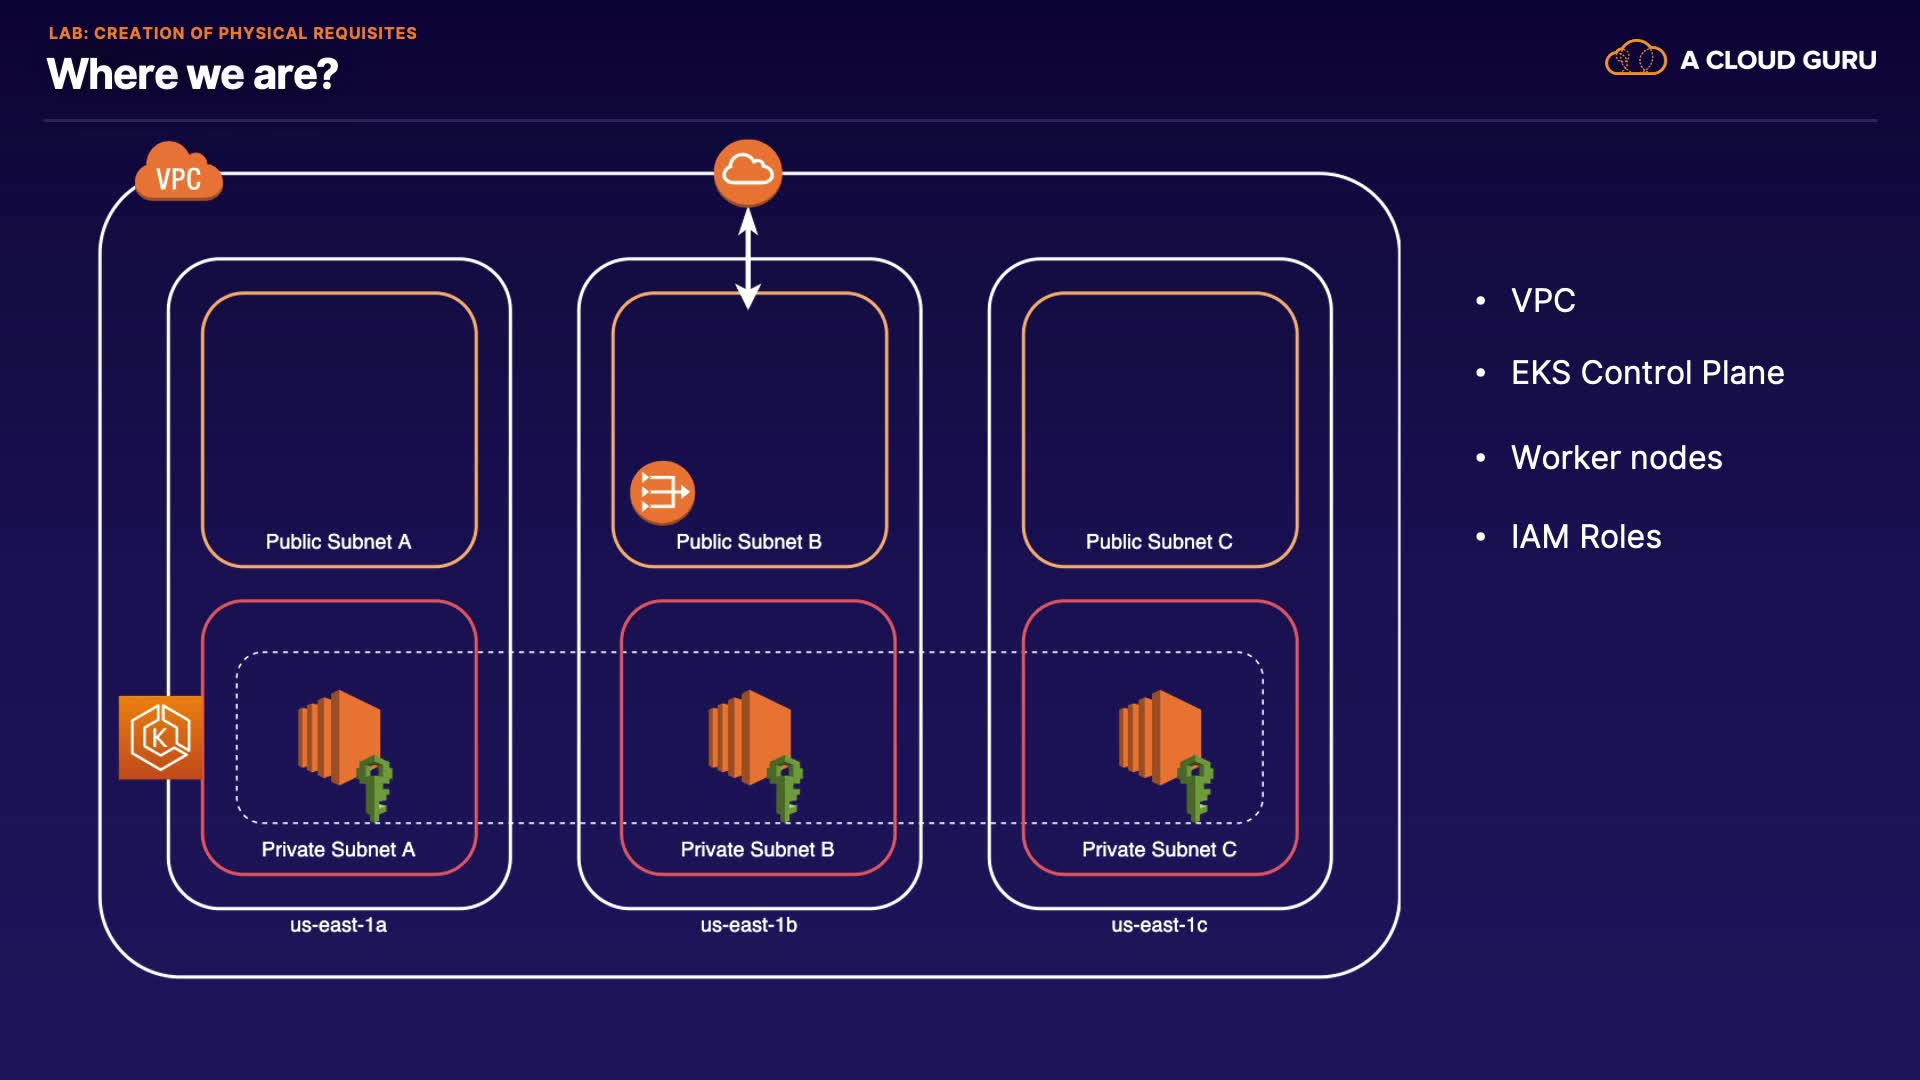 LAB: CREATION OF PHYSICAL REQUISITES
Where we are?
A CLOUD GURU
VPC
• VPC
• EKS Control Plane
• Worker nodes
• IAM Roles
Public Subnet A
Public Subnet B
Public Subnet C
K
Private Subnet A
Private Subnet B
Private Subnet C
us-east-1a
us-east-1b
us-east-1c